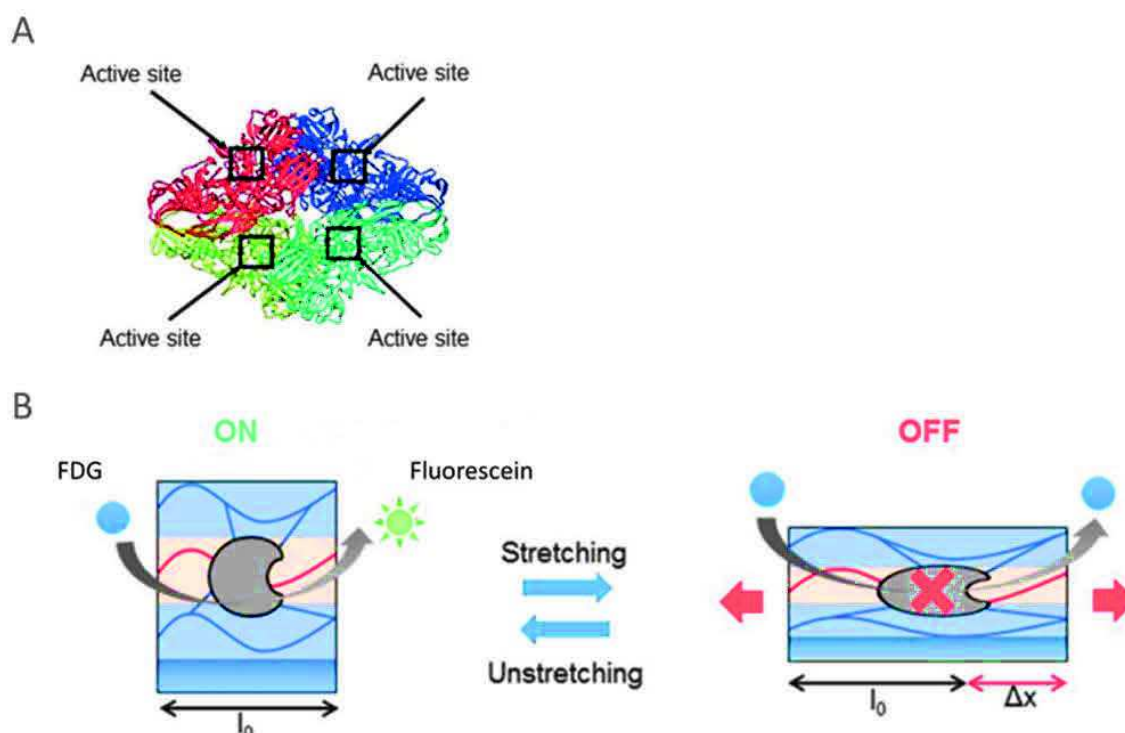 A
Active site
Active site
Active site
Active site
B
ON
OFF
FDG
Fluorescein
Stretching
Unstretching
l₀
l₀
Δx